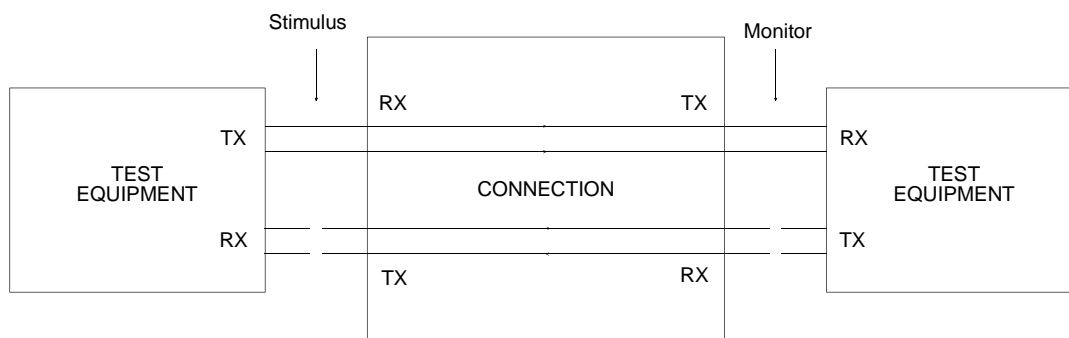 Stimulus
Monitor
RX
TX
TX
RX
TEST
EQUIPMENT
CONNECTION
TEST
EQUIPMENT
RX
TX
TX
RX